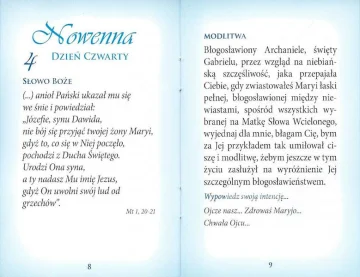 Nowenna
4
DZIEŃ CZWARTY
SŁOWO BOŻE
(...) anioł Pański ukazał mu się
we śnie i powiedział:
„Józefie, synu Dawida,
nie bój się przyjąć twojej żony Maryi,
gdyż to, co się w Niej poczęło,
pochodzi z Ducha Świętego.
Urodzi Ona syna,
a ty nadasz Mu imię Jezus,
gdyż On uwolni swój lud od
grzechów".
Mt 1, 20-21
8
MODLITWA
Błogosławiony Archaniele, święty
Gabrielu, przez wzgląd na niebiań-
ską szczęśliwość, jaka przepajała
Ciebie, gdy zwiastowałeś Maryi łaski
pełnej, błogosławionej między nie-
wiastami, spośród wszystkich wy-
branej na Matkę Słowa Wcielonego,
wyjednaj dla mnie, błagam Cię, bym
za Jej przykładem tak umiłował ci-
szę i modlitwę, żebym jeszcze w tym
życiu zasłużył na wyróżnienie Jej
szczególnym błogosławieństwem.
Wypowiedz swoją intencję...
Ojcze nasz... Zdrowaś Maryjo...
Chwała Ojcu...
9